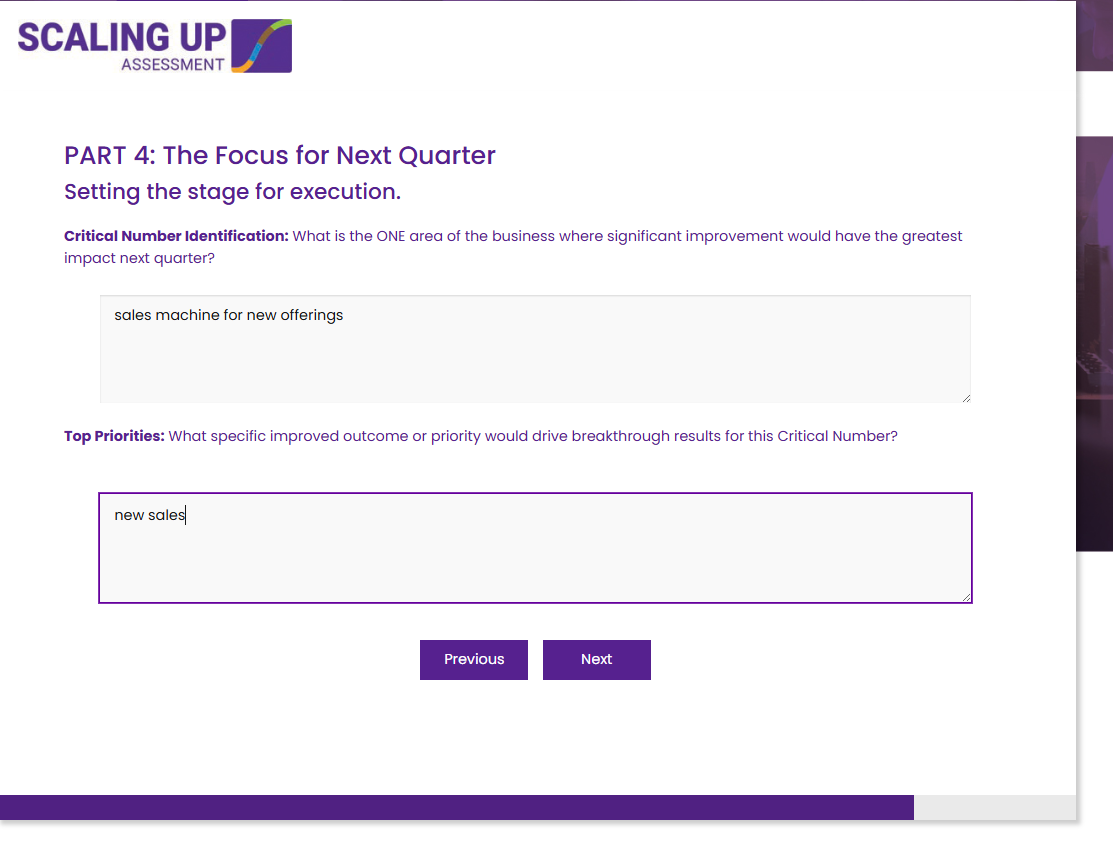 SCALING UP
ASSESSMENT
PART 4: The Focus for Next Quarter
Setting the stage for execution.
Critical Number Identification: What is the ONE area of the business where significant improvement would have the greatest
impact next quarter?
sales machine for new offerings
Top Priorities: What specific improved outcome or priority would drive breakthrough results for this Critical Number?
new sales
Previous Next